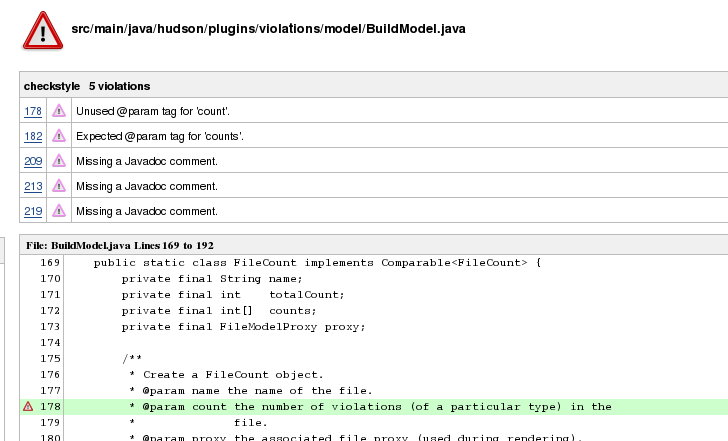 src/main/java/hudson/plugins/violations/model/BuildModel.java
checkstyle 5 violations
178 Unused @param tag for 'count'.
182 Expected @param tag for 'counts'.
209 Missing a Javadoc comment.
213 Missing a Javadoc comment.
219 Missing a Javadoc comment.
File: BuildModel.java Lines 169 to 192
169 public static class FileCount implements Comparable<FileCount> {
170 private final String name;
171 private final int totalCount;
172 private final int[] counts;
173 private final FileModelProxy proxy;
174
175 /**
176 * Create a FileCount object.
177 * @param name the name of the file.
178 * @param count the number of violations (of a particular type) in the
179 * file.
180 * @param proxy the associated file proxy (used during rendering).